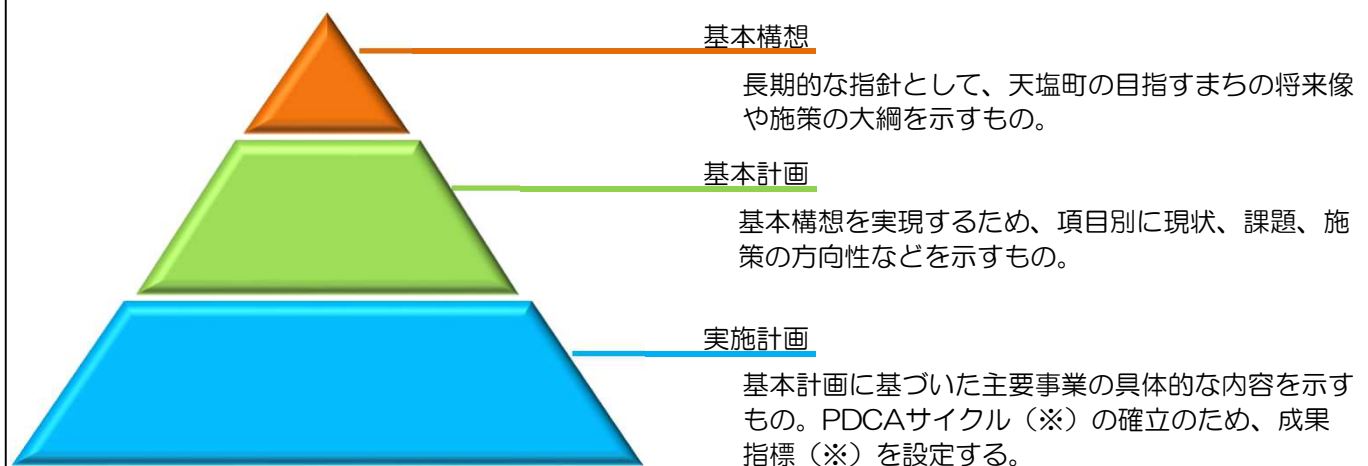 基本構想
長期的な指針として、天塩町の目指すまちの将来像
や施策の大綱を示すもの。
基本計画
基本構想を実現するため、項目別に現状、課題、施
策の方向性などを示すもの。
実施計画
基本計画に基づいた主要事業の具体的な内容を示す
もの。PDCAサイクル（※）の確立のため、成果
指標（※）を設定する。